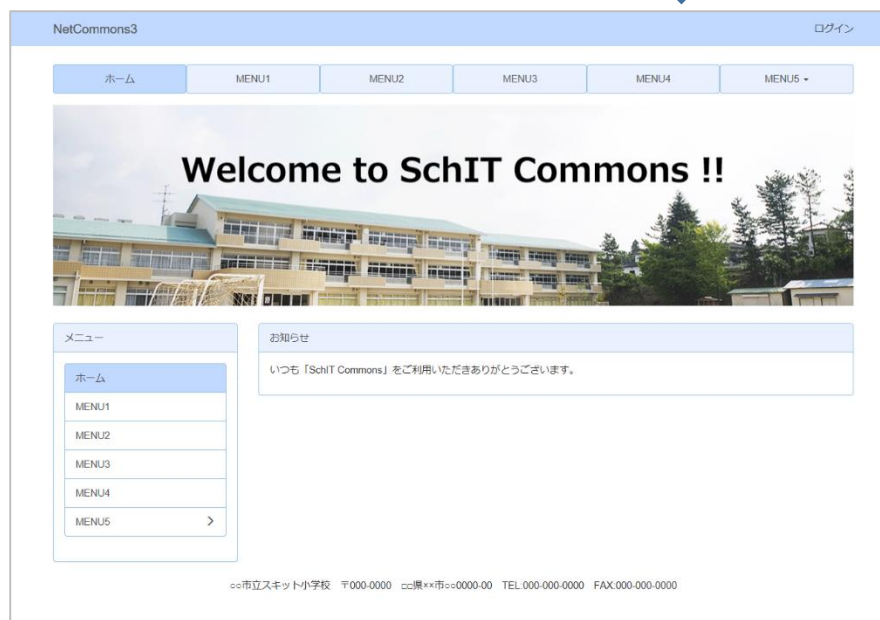 NetCommons3 ログイン
ホーム MENU1 MENU2 MENU3 MENU4 MENU5
Welcome to SchIT Commons !!
メニュー
ホーム
MENU1
MENU2
MENU3
MENU4
MENU5
お知らせ
いつも「SchIT Commons」をご利用いただきありがとうございます。
○○市立スキット小学校 〒000-0000 □□県××市○○0000-00 TEL:000-000-0000 FAX:000-000-0000